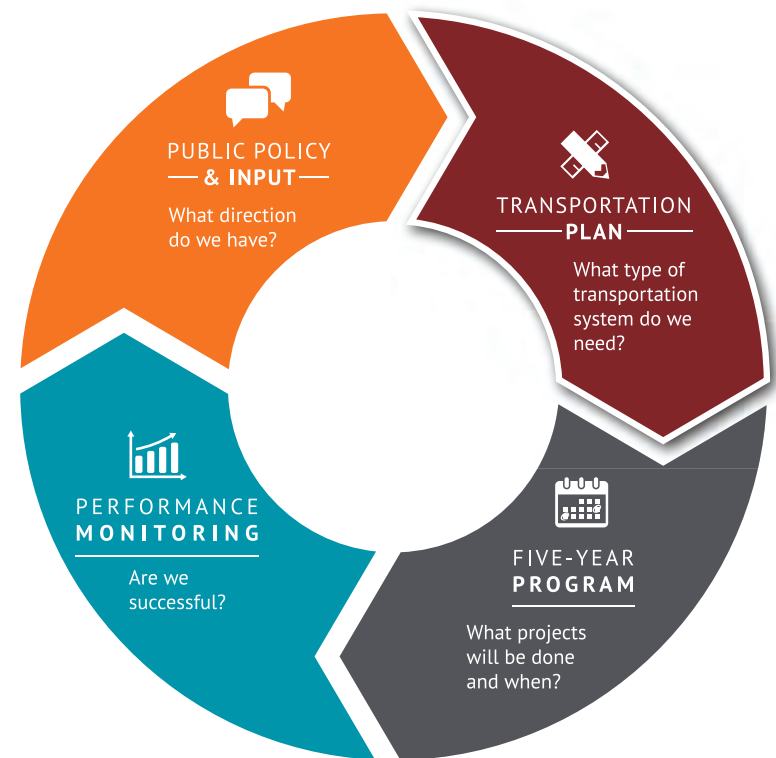 PUBLIC POLICY
& INPUT
What direction
do we have?
TRANSPORTATION
PLAN
What type of
transportation
system do we
need?
FIVE-YEAR
PROGRAM
What projects
will be done
and when?
PERFORMANCE
MONITORING
Are we
successful?